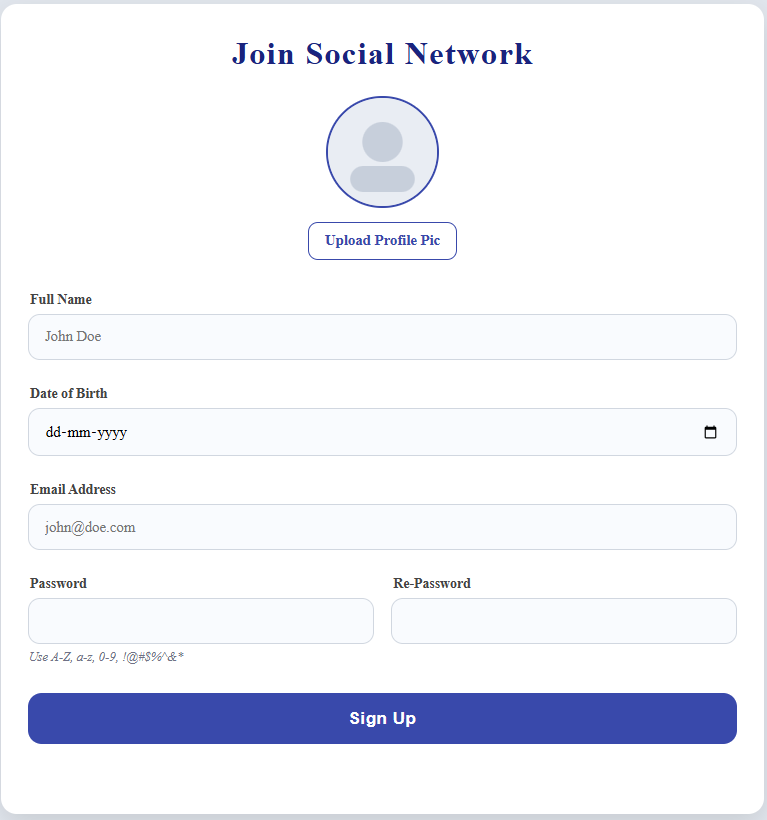 Join Social Network
Upload Profile Pic
Full Name
John Doe
Date of Birth
dd-mm-yyyy
Email Address
john@doe.com
Password Re-Password
Use A-Z, a-z, 0-9, !@#$%^&*
Sign Up